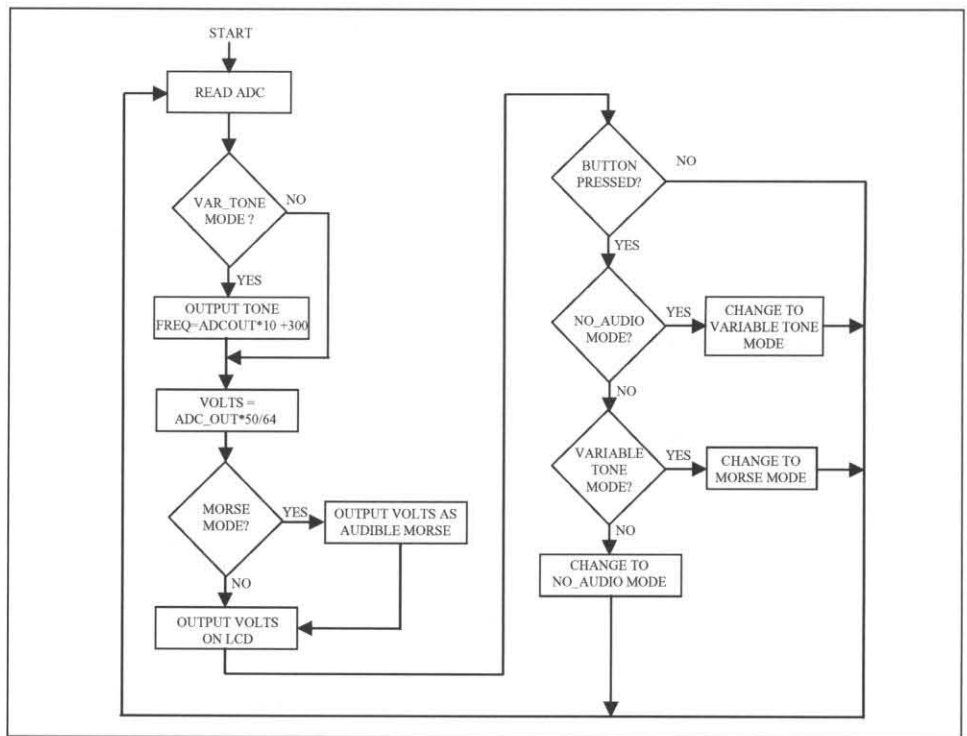 START
READ ADC
VAR_TONE
MODE ?
NO
YES
OUTPUT TONE
FREQ=ADCOUT*10 +300
VOLTS =
ADC_OUT*50/64
MORSE
MODE?
YES
OUTPUT VOLTS AS
AUDIBLE MORSE
NO
OUTPUT VOLTS
ON LCD
BUTTON
PRESSED?
NO
YES
NO_AUDIO
MODE?
YES
CHANGE TO
VARIABLE TONE
MODE
NO
VARIABLE
TONE
MODE?
YES
CHANGE TO
MORSE MODE
NO
CHANGE TO
NO_AUDIO MODE